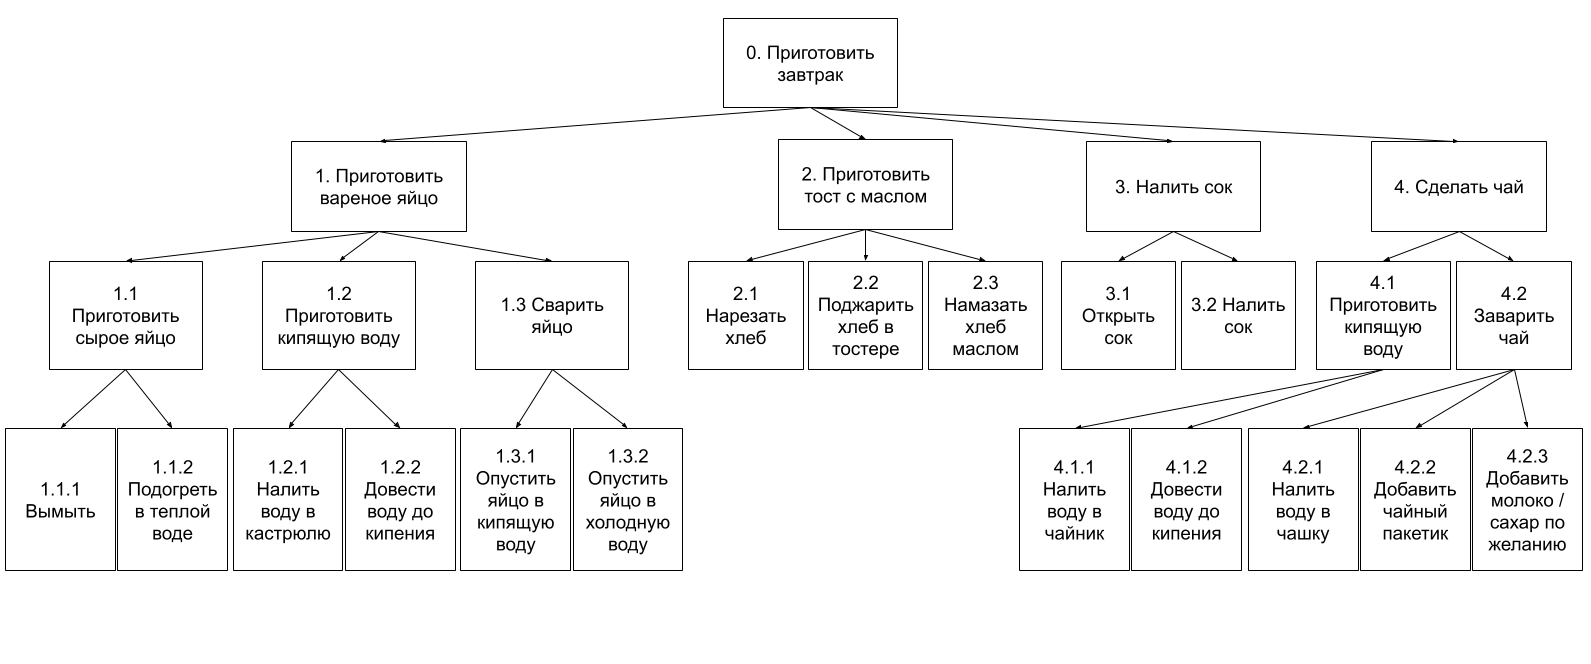 0. Приготовить
завтрак
1. Приготовить
вареное яйцо
2. Приготовить
тост с маслом
3. Налить сок
4. Сделать чай
1.1
Приготовить
сырое яйцо
1.2
Приготовить
кипящую воду
1.3 Сварить
яйцо
2.1
Нарезать
хлеб
2.2
Поджарить
хлеб в
тостере
2.3
Намазать
хлеб
маслом
3.1
Открыть
сок
3.2 Налить
сок
4.1
Приготовить
кипящую
воду
4.2
Заварить
чай
1.1.1
Вымыть
1.1.2
Подогреть
в теплой
воде
1.2.1
Налить
воду в
кастрюлю
1.2.2
Довести
воду до
кипения
1.3.1
Опустить
яйцо в
кипящую
воду
1.3.2
Опустить
яйцо в
холодную
воду
4.1.1
Налить
воду в
чайник
4.1.2
Довести
воду до
кипения
4.2.1
Налить
воду в
чашку
4.2.2
Добавить
чайный
пакетик
4.2.3
Добавить
молоко /
сахар по
желанию